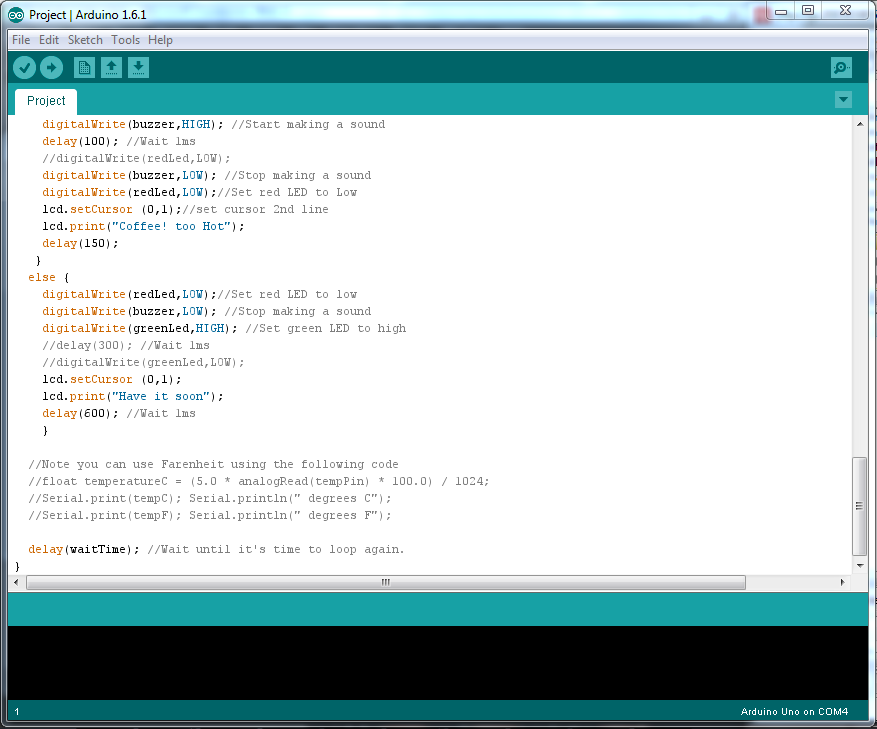 Project | Arduino 1.6.1
File Edit Sketch Tools Help
Project
digitalWrite(buzzer,HIGH); //Start making a sound
delay(100); //Wait 1ms
//digitalWrite(redLed,LOW);
digitalWrite(buzzer,LOW); //Stop making a sound
digitalWrite(redLed,LOW);//Set red LED to Low
lcd.setCursor (0,1);//set cursor 2nd line
lcd.print("Coffee! too Hot");
delay(150);
}
else {
digitalWrite(redLed,LOW);//Set red LED to low
digitalWrite(buzzer,LOW); //Stop making a sound
digitalWrite(greenLed,HIGH); //Set green LED to high
//delay(300); //Wait 1ms
//digitalWrite(greenLed,LOW);
lcd.setCursor (0,1);
lcd.print("Have it soon");
delay(600); //Wait 1ms
}
//Note you can use Farenheit using the following code
//float temperatureC = (5.0 * analogRead(tempPin) * 100.0) / 1024;
//Serial.print(tempC); Serial.println(" degrees C");
//Serial.print(tempF); Serial.println(" degrees F");
delay(waitTime); //Wait until it's time to loop again.
}
1 Arduino Uno on COM4